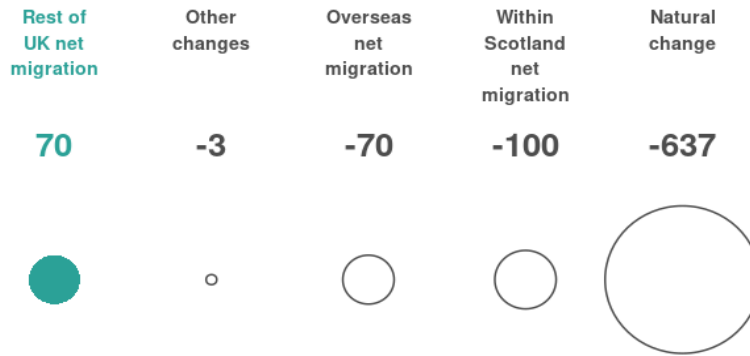 Rest of
UK net
migration
Other
changes
Overseas
net
migration
Within
Scotland
net
migration
Natural
change
70
-3
-70
-100
-637